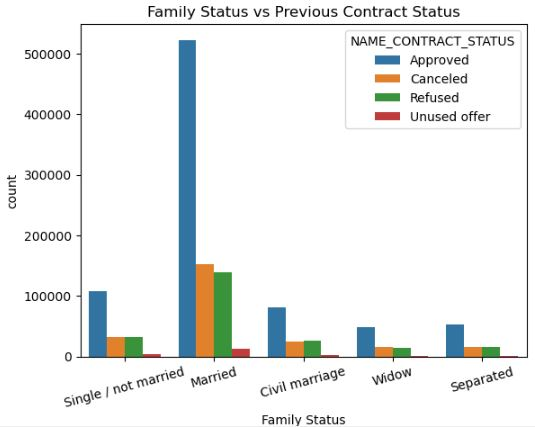 Family Status vs Previous Contract Status
NAME_CONTRACT_STATUS
Approved
Canceled
Refused
Unused offer
500000
400000
300000
200000
100000
0
count
Single / not married
Married
Civil marriage
Widow
Separated
Family Status